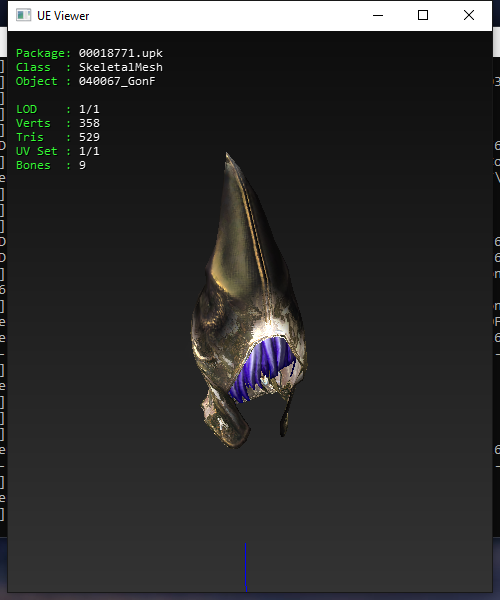 UE Viewer
Package: 00018771.upk
Class : SkeletalMesh
Object : 040067_GonF
LOD : 1/1
Verts : 358
Tris : 529
UV Set : 1/1
Bones : 9